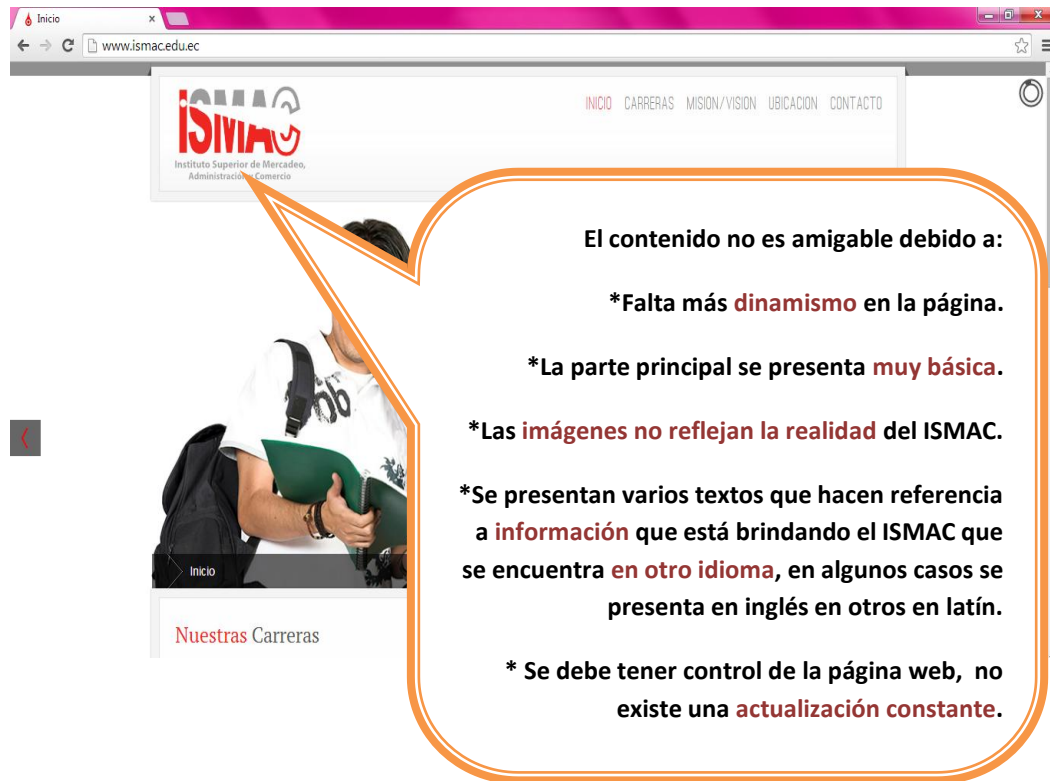 Inicio
www.ismac.edu.ec
ISMAC
Instituto Superior de Mercadeo,
Administración y Comercio
INICIO CARRERAS MISION/VISION UBICACION CONTACTO
El contenido no es amigable debido a:
*Falta más dinamismo en la página.
*La parte principal se presenta muy básica.
*Las imágenes no reflejan la realidad del ISMAC.
*Se presentan varios textos que hacen referencia
a información que está brindando el ISMAC que
se encuentra en otro idioma, en algunos casos se
presenta en inglés en otros en latín.
* Se debe tener control de la página web, no
existe una actualización constante.
Inicio
Nuestras Carreras